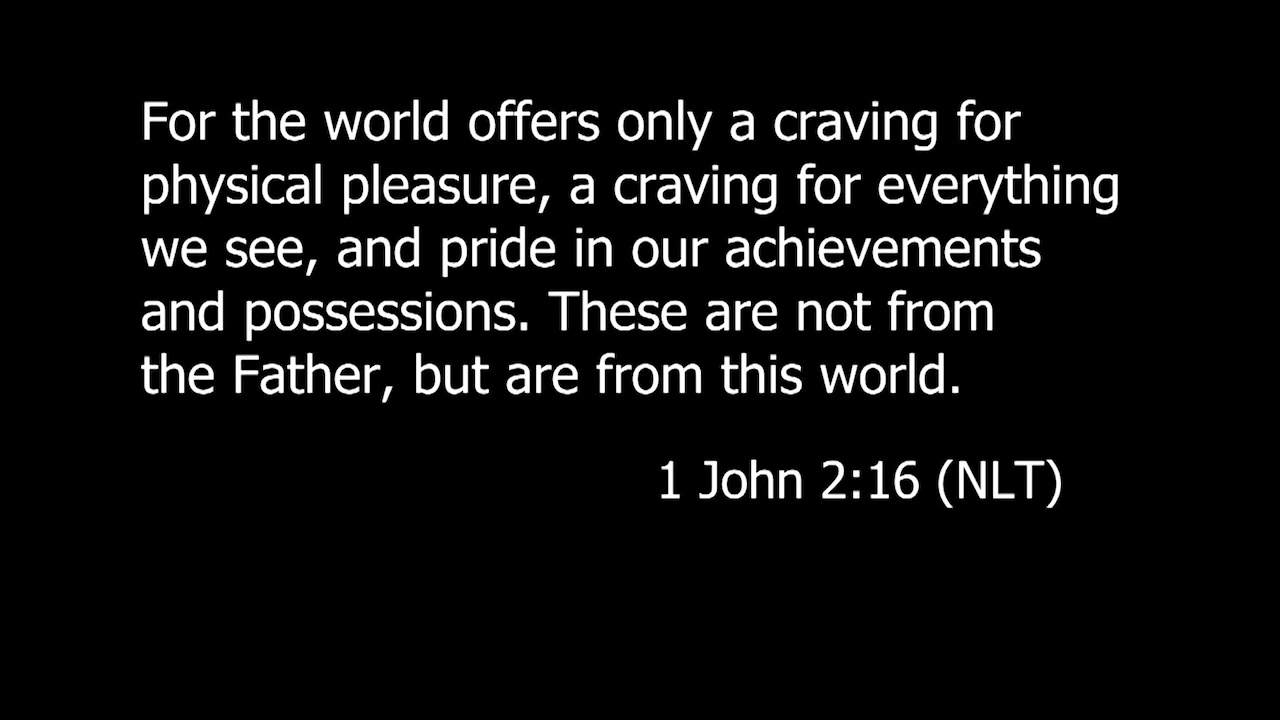 For the world offers only a craving for
physical pleasure, a craving for everything
we see, and pride in our achievements
and possessions. These are not from
the Father, but are from this world.
1 John 2:16 (NLT)